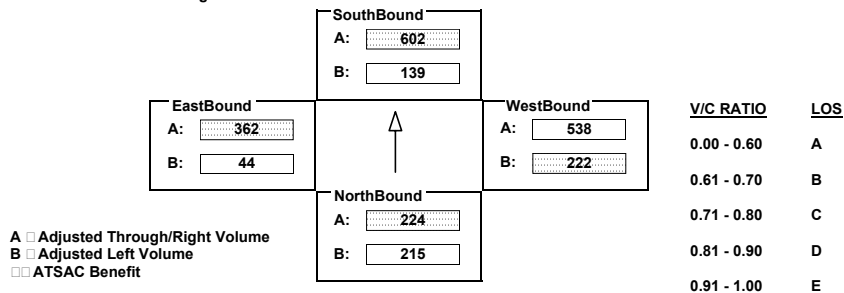 SouthBound
A: 602
B: 139
EastBound
A: 362
B: 44
WestBound
A: 538
B: 222
NorthBound
A: 224
B: 215
A □ Adjusted Through/Right Volume
B □ Adjusted Left Volume
□□ ATSAC Benefit
V/C RATIO LOS
0.00 - 0.60 A
0.61 - 0.70 B
0.71 - 0.80 C
0.81 - 0.90 D
0.91 - 1.00 E